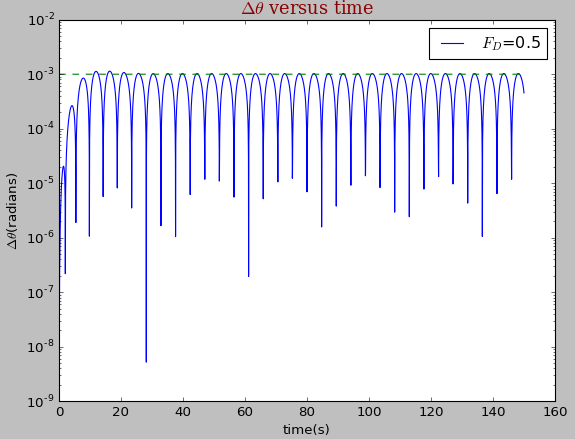 Δθ versus time
10⁻²
F_D=0.5
10⁻³
10⁻⁴
10⁻⁵
10⁻⁶
10⁻⁷
10⁻⁸
10⁻⁹
Δθ(radians)
0 20 40 60 80 100 120 140 160
time(s)